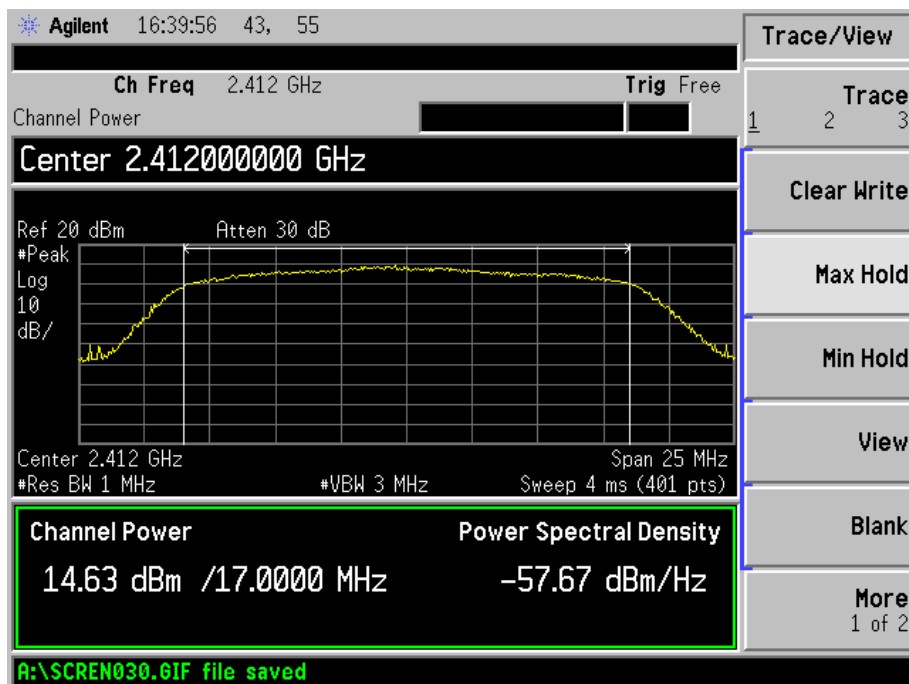 Agilent 16:39:56 43, 55
Trace/View
Ch Freq 2.412 GHz Trig Free
Channel Power
Trace
1 2 3
Center 2.412000000 GHz
Clear Write
Ref 20 dBm Atten 30 dB
#Peak
Log
10
dB/
Max Hold
Min Hold
View
Center 2.412 GHz Span 25 MHz
#Res BW 1 MHz #VBW 3 MHz Sweep 4 ms (401 pts)
Blank
Channel Power Power Spectral Density
14.63 dBm /17.0000 MHz -57.67 dBm/Hz
More
1 of 2
A:\SCREN030.GIF file saved